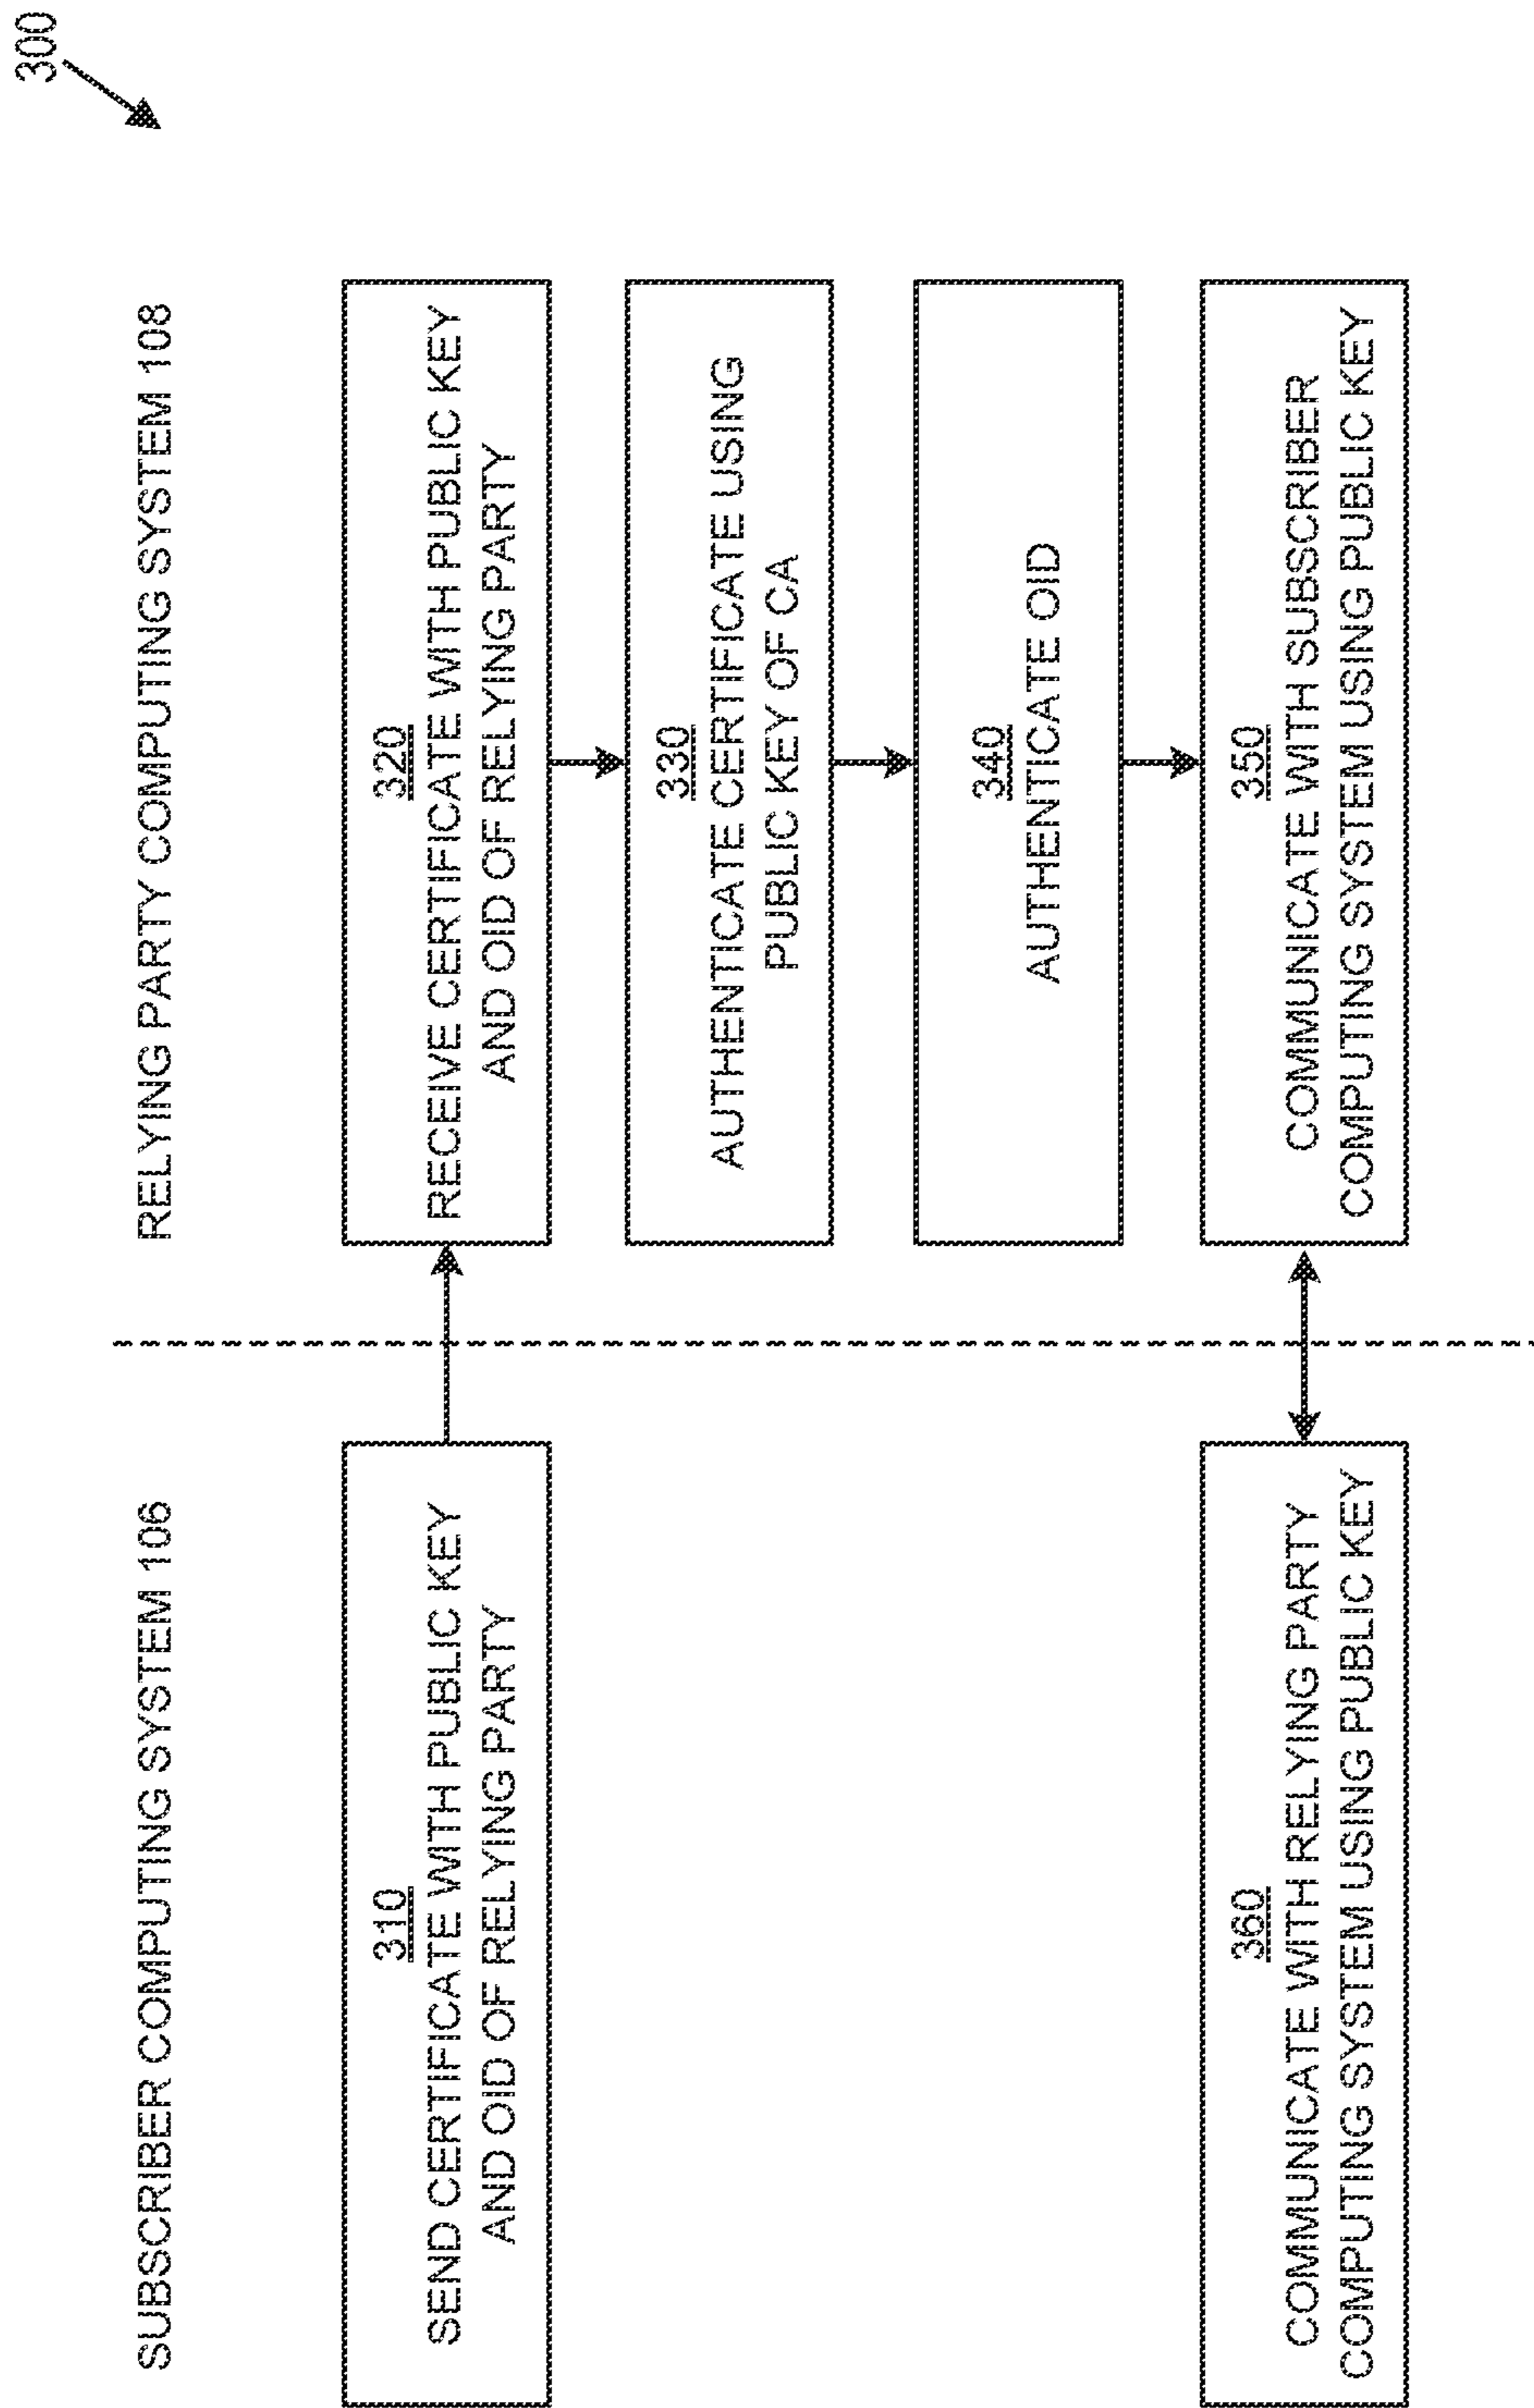 300
SUBSCRIBER COMPUTING SYSTEM 106
RELYING PARTY COMPUTING SYSTEM 108
310
SEND CERTIFICATE WITH PUBLIC KEY
AND OID OF RELYING PARTY
320
RECEIVE CERTIFICATE WITH PUBLIC KEY
AND OID OF RELYING PARTY
330
AUTHENTICATE CERTIFICATE USING
PUBLIC KEY OF CA
340
AUTHENTICATE OID
350
COMMUNICATE WITH SUBSCRIBER
COMPUTING SYSTEM USING PUBLIC KEY
360
COMMUNICATE WITH RELYING PARTY
COMPUTING SYSTEM USING PUBLIC KEY